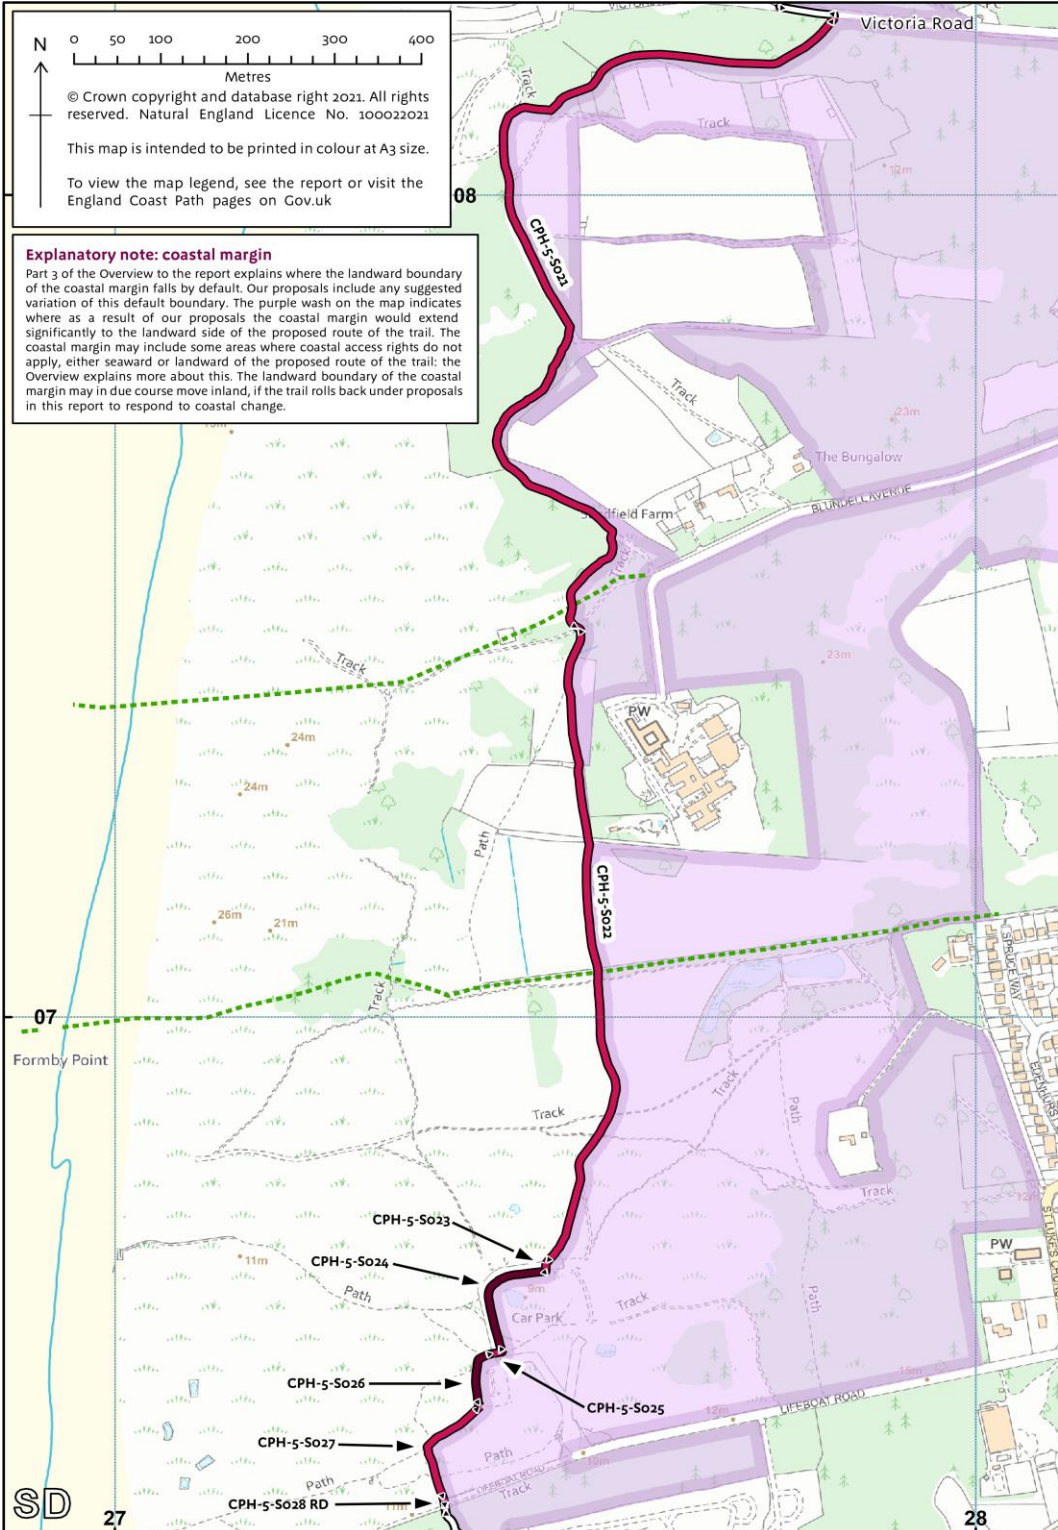 Victoria Road
N
0 50 100 200 300 400
Metres
© Crown copyright and database right 2021. All rights
reserved. Natural England Licence No. 100022021
This map is intended to be printed in colour at A3 size.
To view the map legend, see the report or visit the
England Coast Path pages on Gov.uk
Track
Track
12m
08
Explanatory note: coastal margin
Part 3 of the Overview to the report explains where the landward boundary
of the coastal margin falls by default. Our proposals include any suggested
variation of this default boundary. The purple wash on the map indicates
where as a result of our proposals the coastal margin would extend
significantly to the landward side of the proposed route of the trail. The
coastal margin may include some areas where coastal access rights do not
apply, either seaward or landward of the proposed route of the trail: the
Overview explains more about this. The landward boundary of the coastal
margin may in due course move inland, if the trail rolls back under proposals
in this report to respond to coastal change.
CPH-5-S021
Track
23m
The Bungalow
BLUNDELL AVENUE
Farm
Track
Track
23m
PW
24m
24m
Path
CPH-5-S022
26m
21m
SPRUCE WAY
Track
07
Formby Point
Track
Track
Path
Track
12m
CPH-5-S023
CPH-5-S024
PW
11m
Path
9m
Car Park
Track
Path
CPH-5-S026
CPH-5-S025
15m
LIFEBOAT ROAD
12m
CPH-5-S027
Path
10m
Path
LIFEBOAT ROAD
Track
CPH-5-S028 RD
11m
SD
27
28